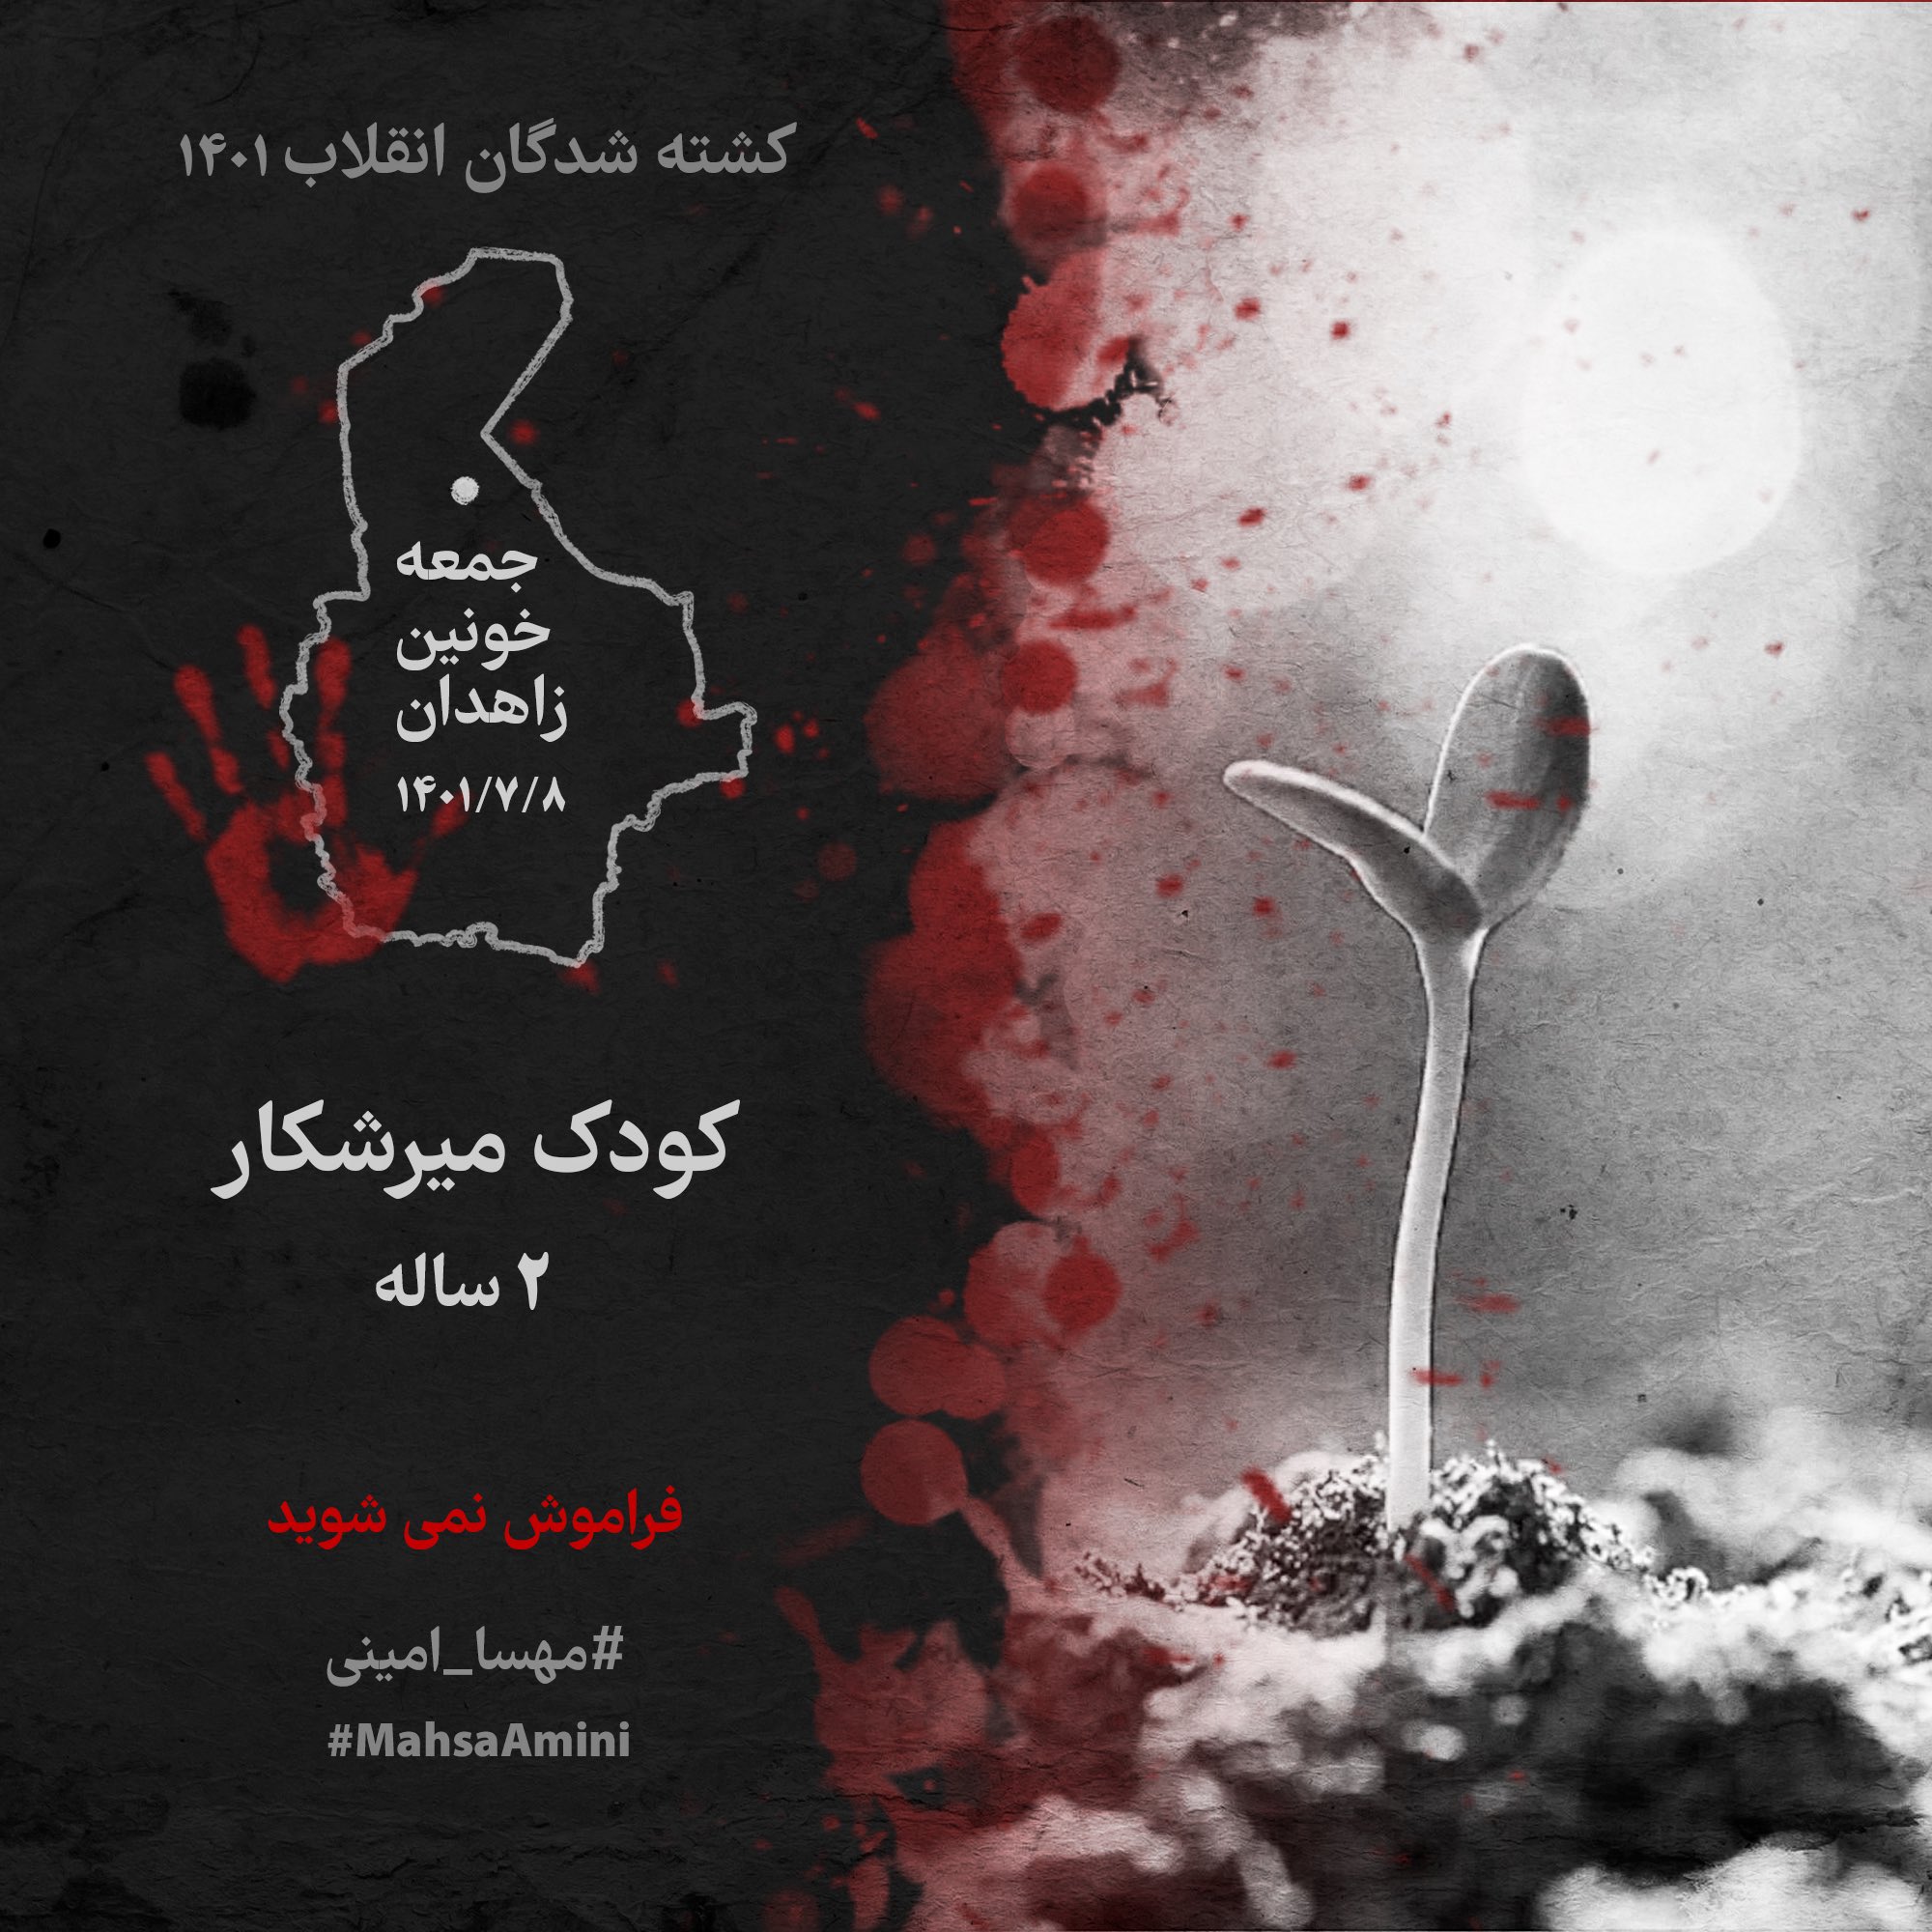 کشته شدگان انقلاب ۱۴۰۱
جمعه
خونین
زاهدان
۱۴۰۱/۷/۸
کودک میرشکار
۲ ساله
فراموش نمی شوید
#مهسا_امینی
#MahsaAmini